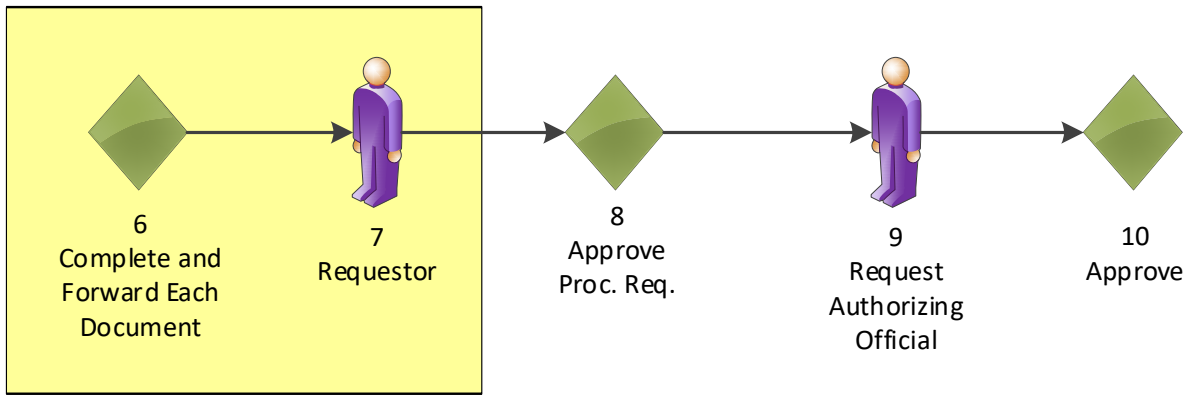 6
Complete and
Forward Each
Document
7
Requestor
8
Approve
Proc. Req.
9
Request
Authorizing
Official
10
Approve